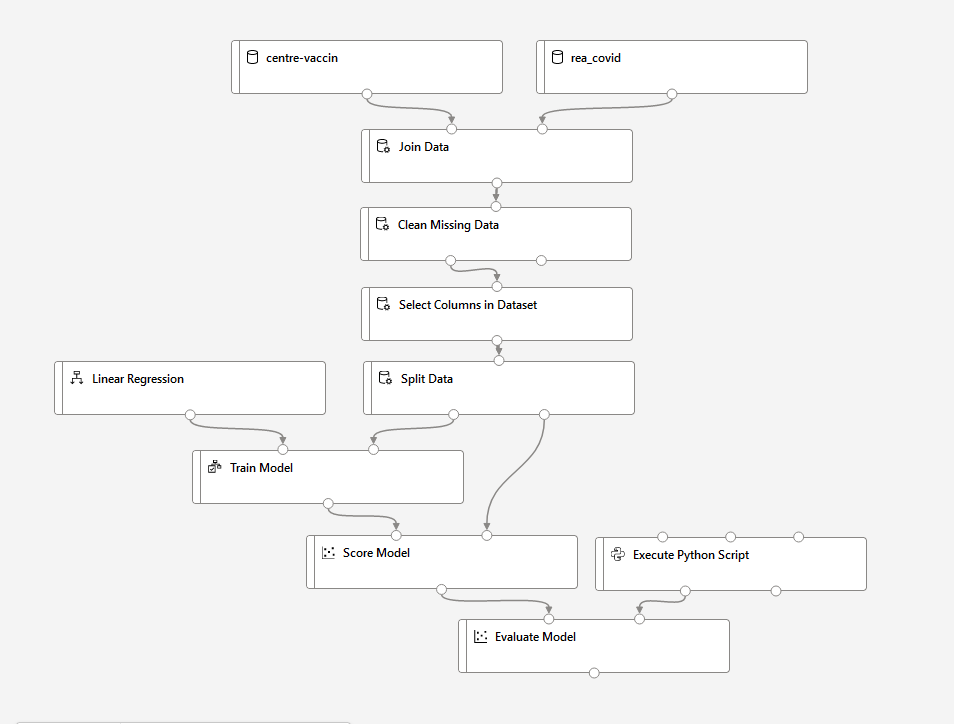 centre-vaccin
rea_covid
Join Data
Clean Missing Data
Select Columns in Dataset
Linear Regression
Split Data
Train Model
Score Model
Execute Python Script
Evaluate Model